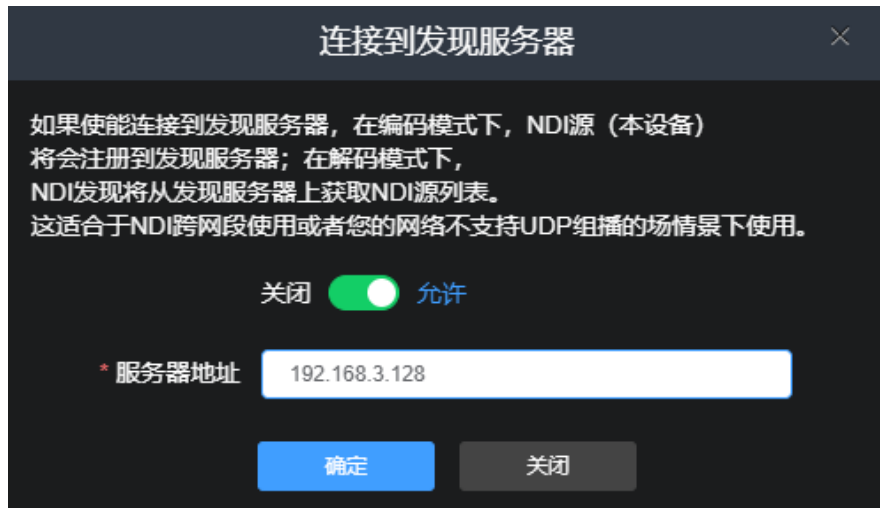 连接到发现服务器
如果使能连接到发现服务器，在编码模式下，NDI源（本设备）
将会注册到发现服务器；在解码模式下，
NDI发现将从发现服务器上获取NDI源列表。
这适合于NDI跨网段使用或者您的网络不支持UDP组播的场情景下使用。
关闭 允许
* 服务器地址 192.168.3.128
确定 关闭